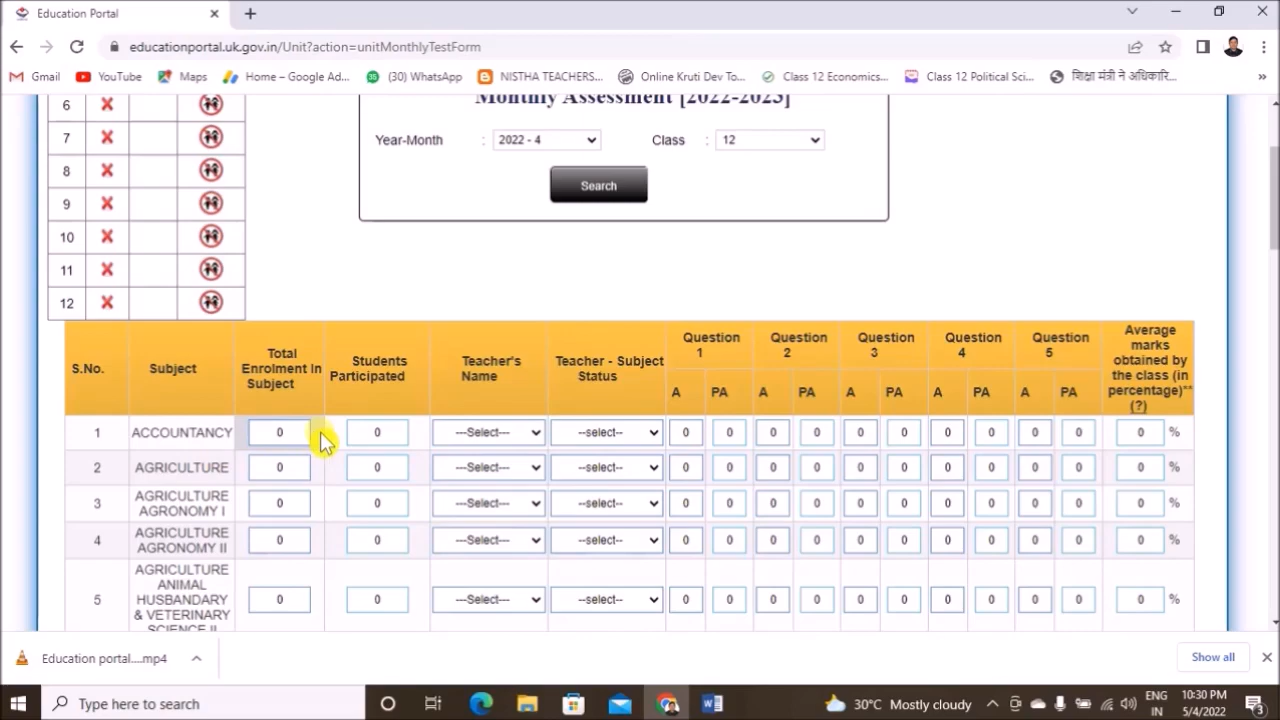 Education Portal
educationportal.uk.gov.in/Unit?action=unitMonthlyTestForm
Gmail YouTube Maps Home – Google Ad... (30) WhatsApp NISTHA TEACHERS... Online Kruti Dev To... Class 12 Economics... Class 12 Political Sci... शिक्षा मंत्री ने अधिकारि... »
Monthly Assessment [2022-2023]
Year-Month : 2022 - 4 Class : 12
Search
6
7
8
9
10
11
12
S.No. Subject Total Enrolment In Subject Students Participated Teacher's Name Teacher - Subject Status Question 1 Question 2 Question 3 Question 4 Question 5 Average marks obtained by the class (in percentage)** (?)
A PA A PA A PA A PA A PA
1 ACCOUNTANCY 0 0 ---Select--- --select-- 0 0 0 0 0 0 0 0 0 0 0 %
2 AGRICULTURE 0 0 ---Select--- --select-- 0 0 0 0 0 0 0 0 0 0 0 %
3 AGRICULTURE AGRONOMY I 0 0 ---Select--- --select-- 0 0 0 0 0 0 0 0 0 0 0 %
4 AGRICULTURE AGRONOMY II 0 0 ---Select--- --select-- 0 0 0 0 0 0 0 0 0 0 0 %
5 AGRICULTURE ANIMAL HUSBANDARY & VETERINARY SCIENCE II 0 0 ---Select--- --select-- 0 0 0 0 0 0 0 0 0 0 0 %
Education portal....mp4 Show all
Type here to search 30°C Mostly cloudy ENG IN 10:30 PM 5/4/2022 3